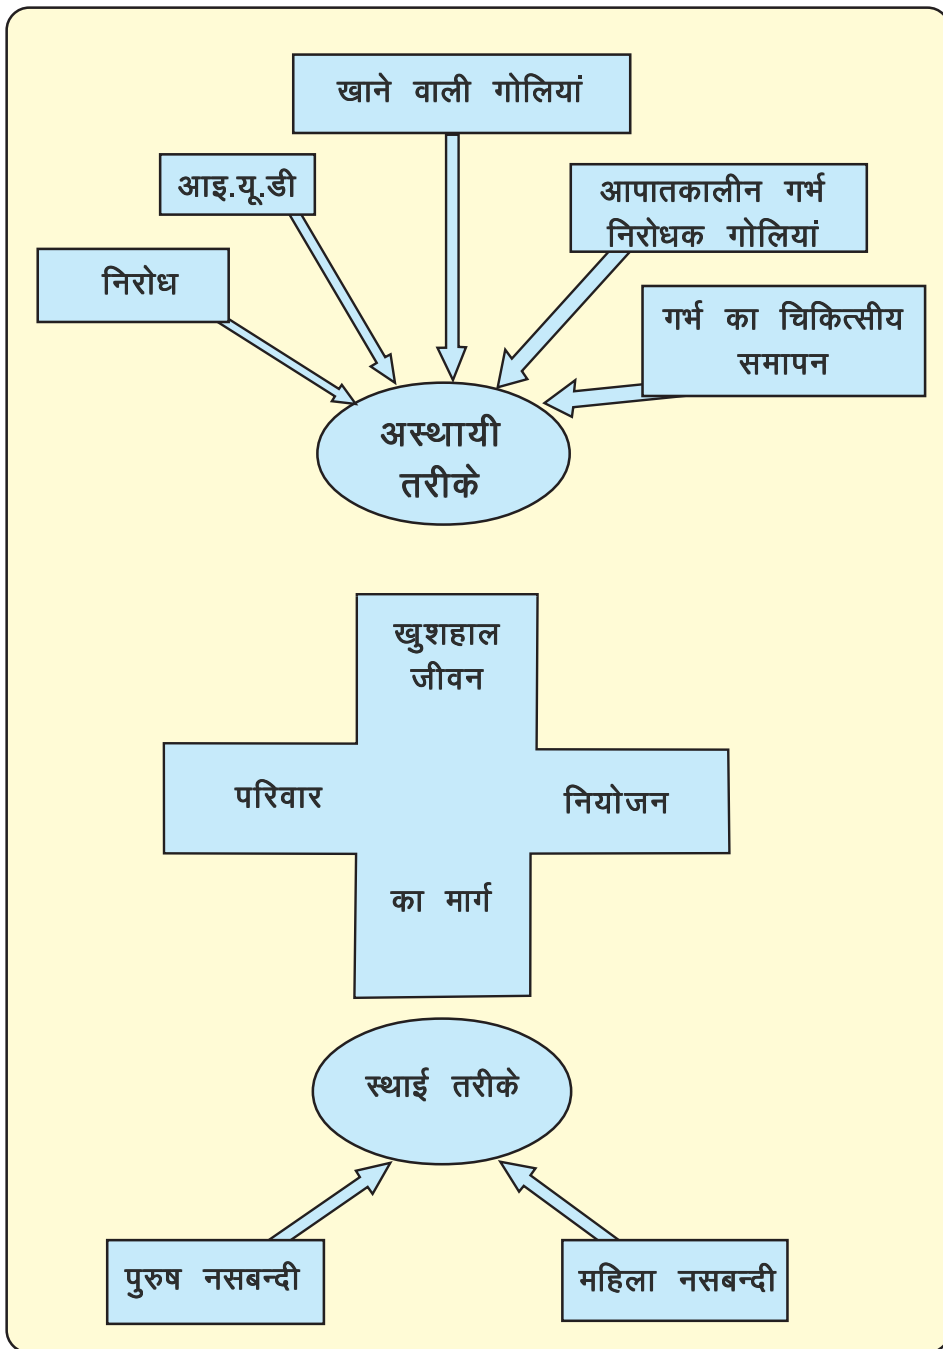 खाने वाली गोलियां
आइ.यू.डी
आपातकालीन गर्भ
निरोधक गोलियां
निरोध
गर्भ का चिकित्सीय
समापन
अस्थायी
तरीके
खुशहाल
जीवन
परिवार
नियोजन
का मार्ग
स्थाई तरीके
पुरुष नसबन्दी
महिला नसबन्दी